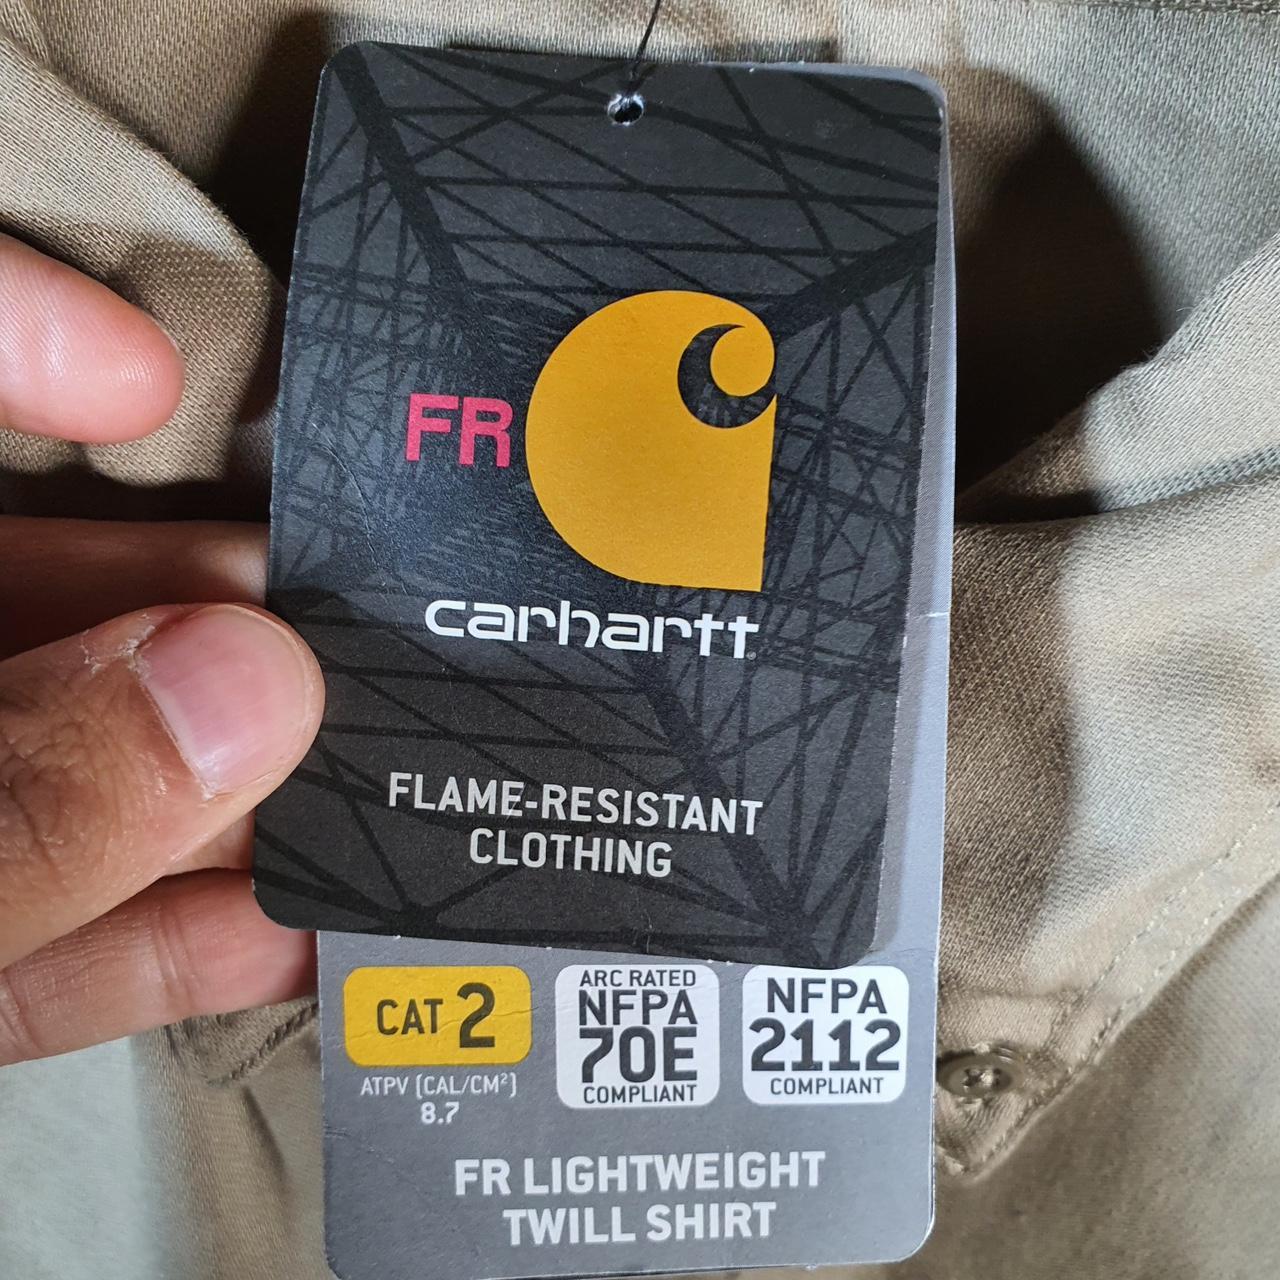 FR
carhartt
FLAME-RESISTANT
CLOTHING
CAT 2
ATPV (CAL/CM²)
8.7
ARC RATED
NFPA
70E
COMPLIANT
NFPA
2112
COMPLIANT
FR LIGHTWEIGHT
TWILL SHIRT